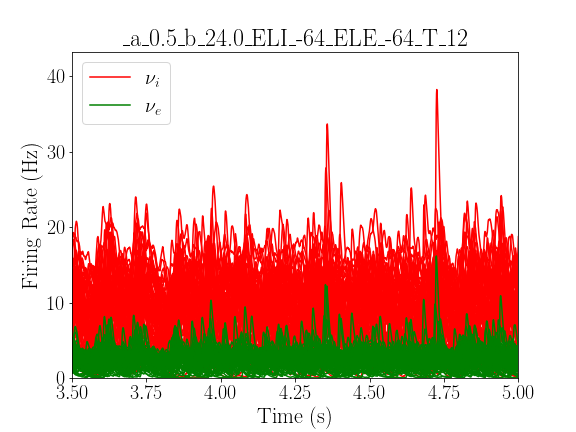 _a_0.5_b_24.0_ELI_-64_ELE_-64_T_12
40
30
20
10
0
Firing Rate (Hz)
ν_i
ν_e
3.50 3.75 4.00 4.25 4.50 4.75 5.00
Time (s)